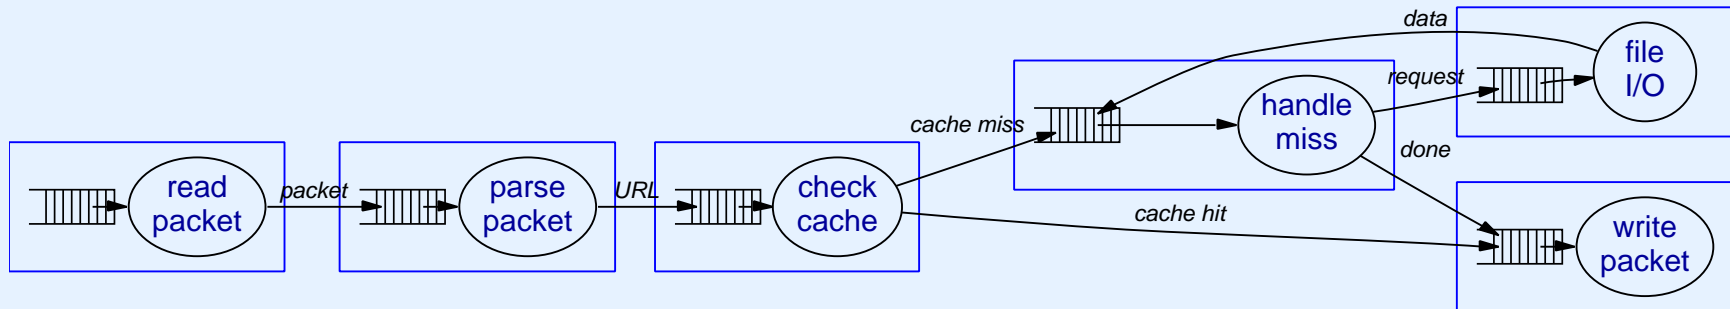 read
packet
packet
parse
packet
URL
check
cache
cache miss
cache hit
handle
miss
data
request
done
file
I/O
write
packet